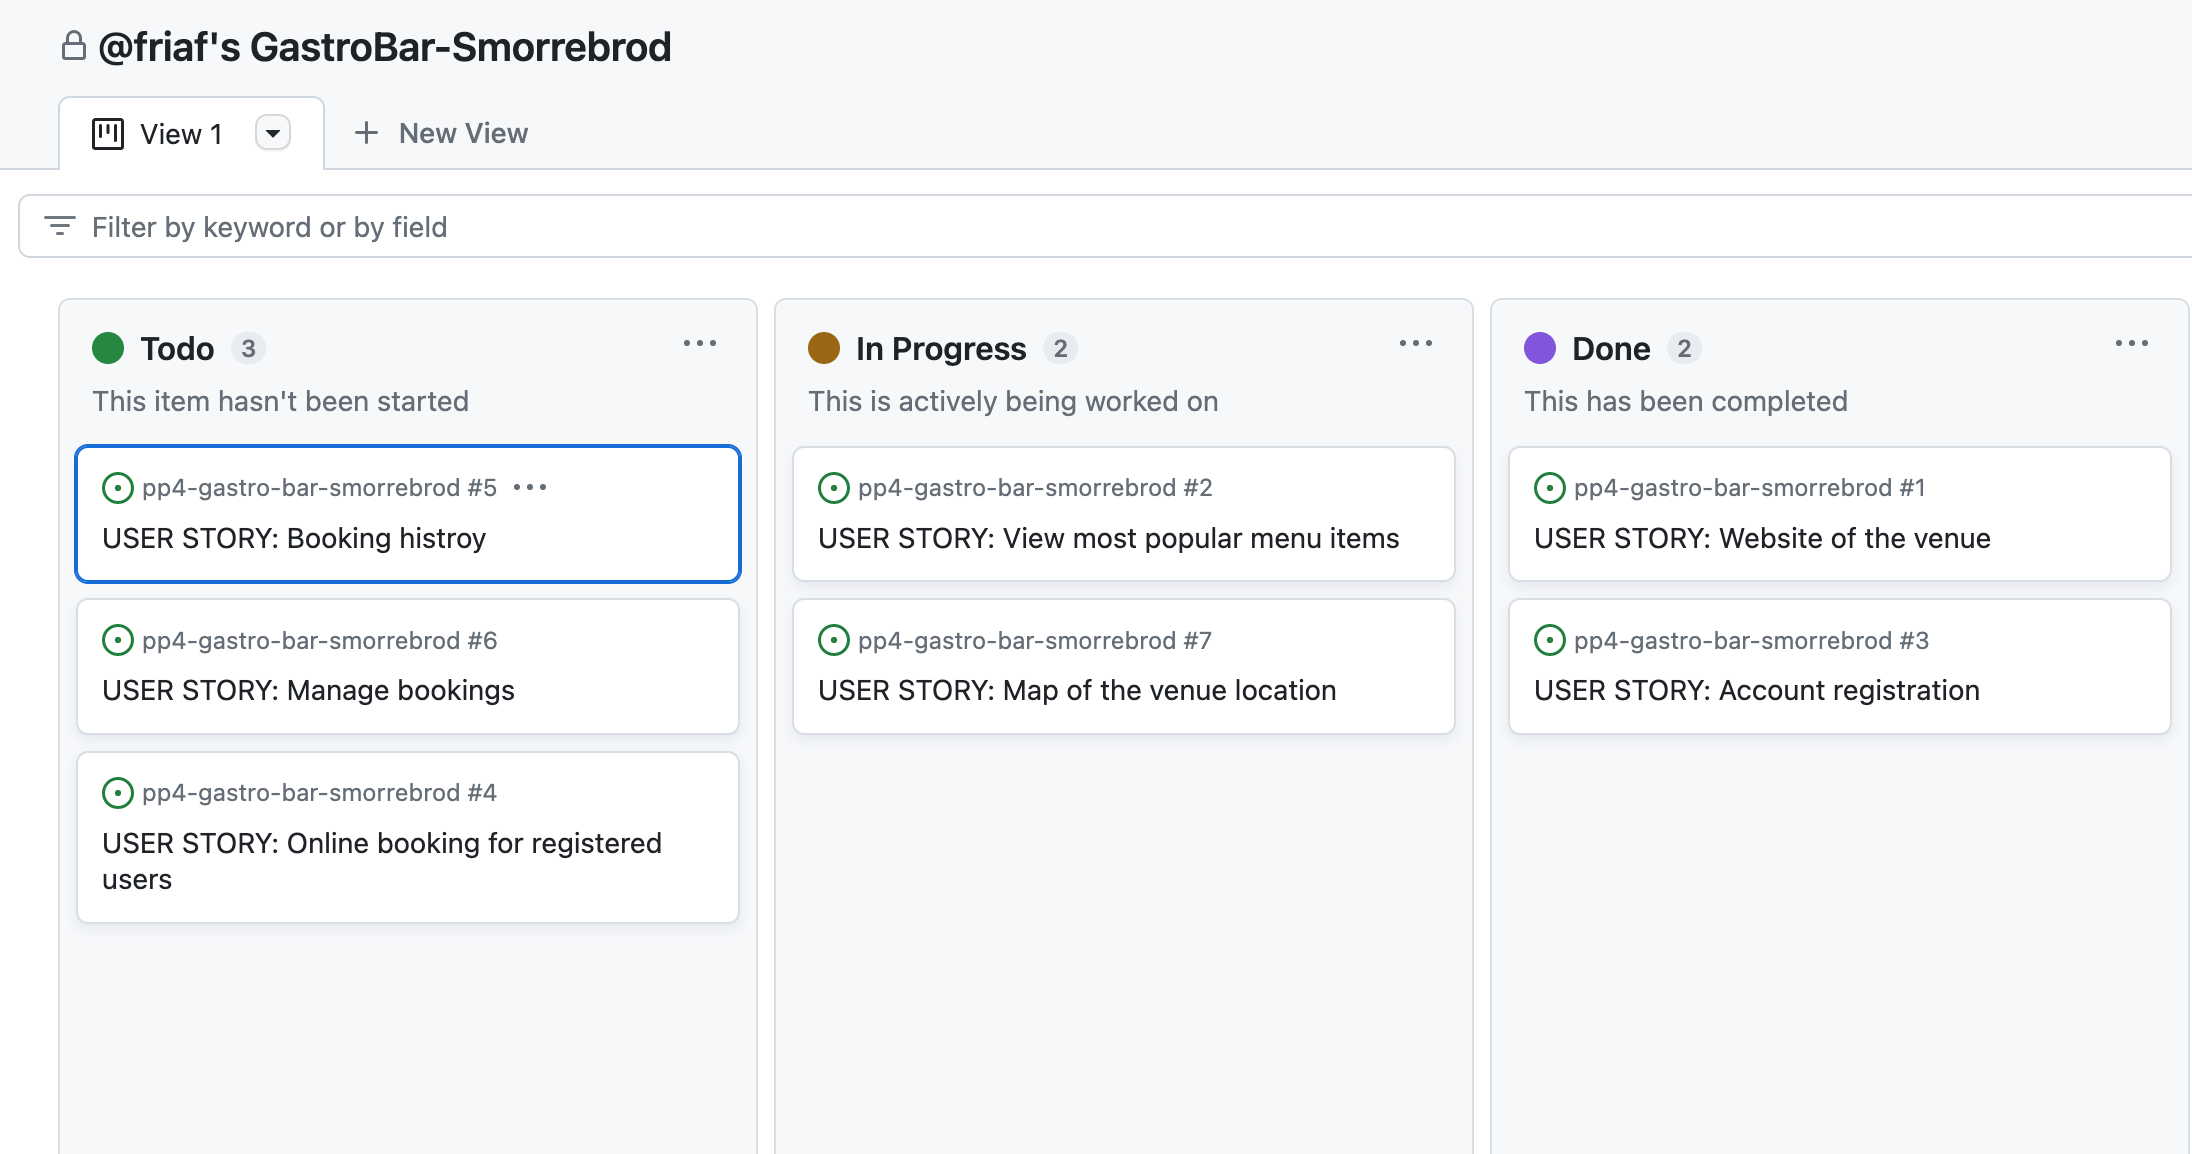 @friaf's GastroBar-Smorrebrod
View 1
New View
Filter by keyword or by field
Todo 3
This item hasn't been started
pp4-gastro-bar-smorrebrod #5
USER STORY: Booking histroy
pp4-gastro-bar-smorrebrod #6
USER STORY: Manage bookings
pp4-gastro-bar-smorrebrod #4
USER STORY: Online booking for registered
users
In Progress 2
This is actively being worked on
pp4-gastro-bar-smorrebrod #2
USER STORY: View most popular menu items
pp4-gastro-bar-smorrebrod #7
USER STORY: Map of the venue location
Done 2
This has been completed
pp4-gastro-bar-smorrebrod #1
USER STORY: Website of the venue
pp4-gastro-bar-smorrebrod #3
USER STORY: Account registration